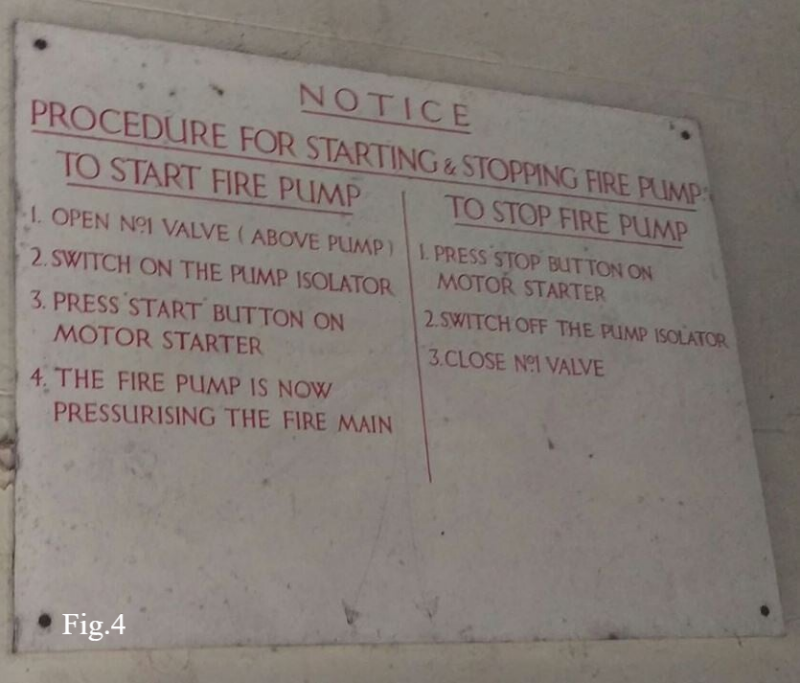 NOTICE
PROCEDURE FOR STARTING & STOPPING FIRE PUMP
TO START FIRE PUMP
1. OPEN Nº1 VALVE ( ABOVE PUMP )
2. SWITCH ON THE PUMP ISOLATOR
3. PRESS 'START' BUTTON ON
MOTOR STARTER
4. THE FIRE PUMP IS NOW
PRESSURISING THE FIRE MAIN
TO STOP FIRE PUMP
1. PRESS 'STOP' BUTTON ON
MOTOR STARTER
2. SWITCH OFF THE PUMP ISOLATOR
3. CLOSE Nº1 VALVE
Fig.4